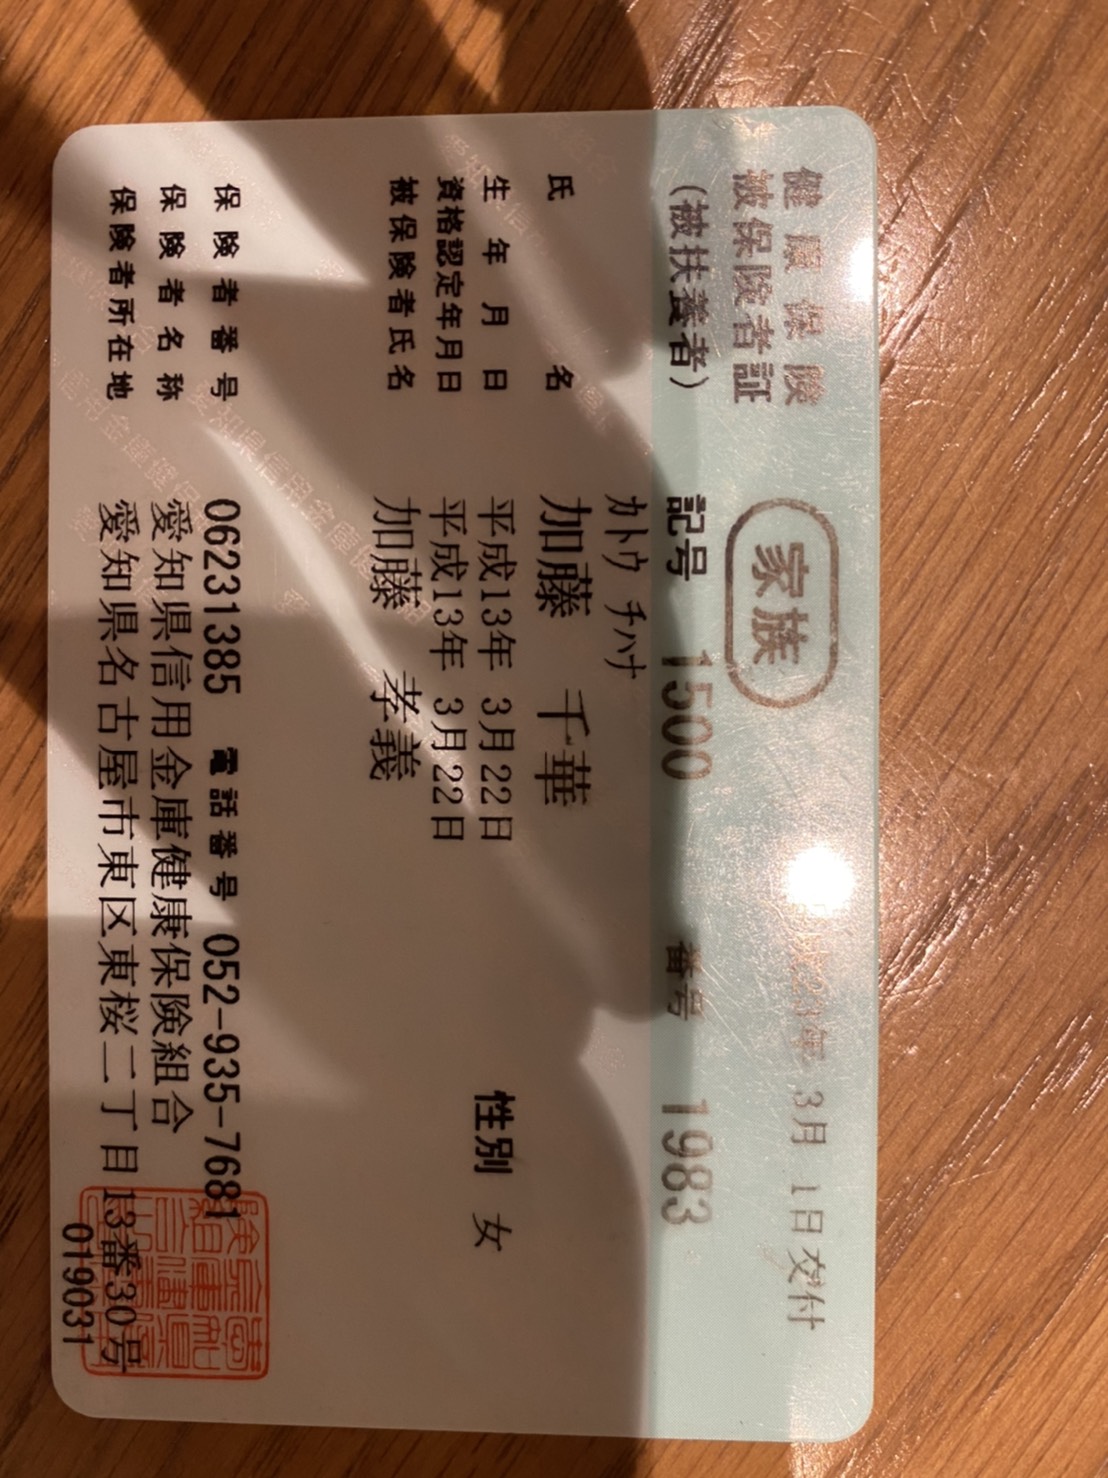 健康保険
被保険者証
(被扶養者)
家族
年 3月 1日交付
記号 1500 番号 1983
カトウ チハナ
氏名 加藤 千華
生年月日 平成13年 3月22日 性別 女
資格認定年月日 平成13年 3月22日
被保険者氏名 加藤 孝義
保険者番号 06231385 電話番号 052-935-7681
保険者名称 愛知県信用金庫健康保険組合
保険者所在地 愛知県名古屋市東区東桜二丁目13番30号
019031